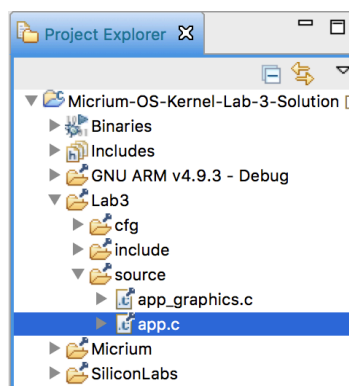 Project Explorer
Micrium-OS-Kernel-Lab-3-Solution
Binaries
Includes
GNU ARM v4.9.3 - Debug
Lab3
cfg
include
source
app_graphics.c
app.c
Micrium
SiliconLabs